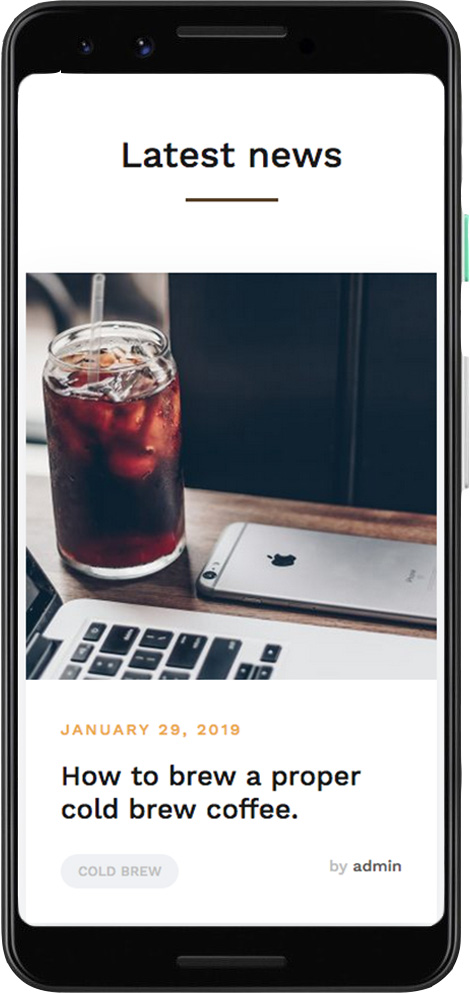 Latest news
JANUARY 29, 2019
How to brew a proper
cold brew coffee.
COLD BREW
by admin